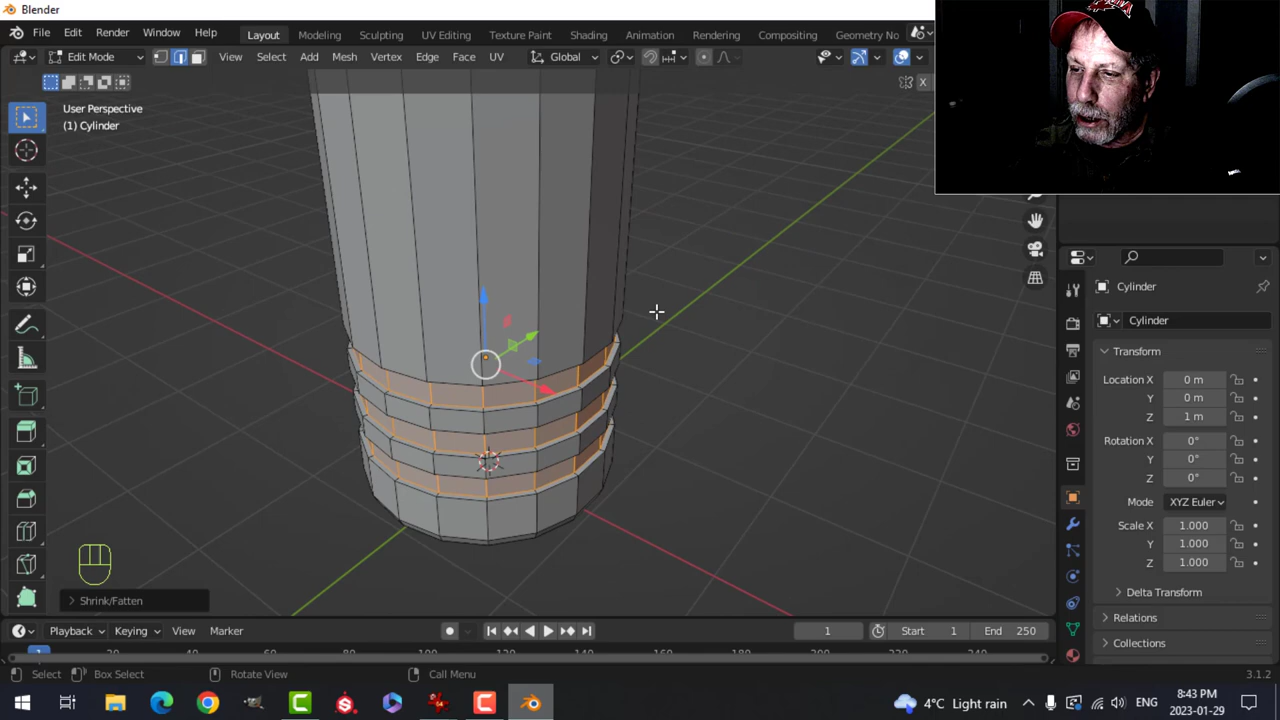 Blender
File Edit Render Window Help Layout Modeling Sculpting UV Editing Texture Paint Shading Animation Rendering Compositing Geometry No
Edit Mode View Select Add Mesh Vertex Edge Face UV Global
X
User Perspective
(1) Cylinder
Cylinder
Cylinder
Transform
Location X 0 m
Y 0 m
Z 1 m
Rotation X 0°
Y 0°
Z 0°
Mode XYZ Euler
Scale X 1.000
Y 1.000
Z 1.000
Delta Transform
Relations
Collections
Shrink/Fatten
Playback Keying View Marker 1 Start 1 End 250
Select Box Select Rotate View Call Menu 3.1.2
4°C Light rain ENG 8:43 PM
2023-01-29